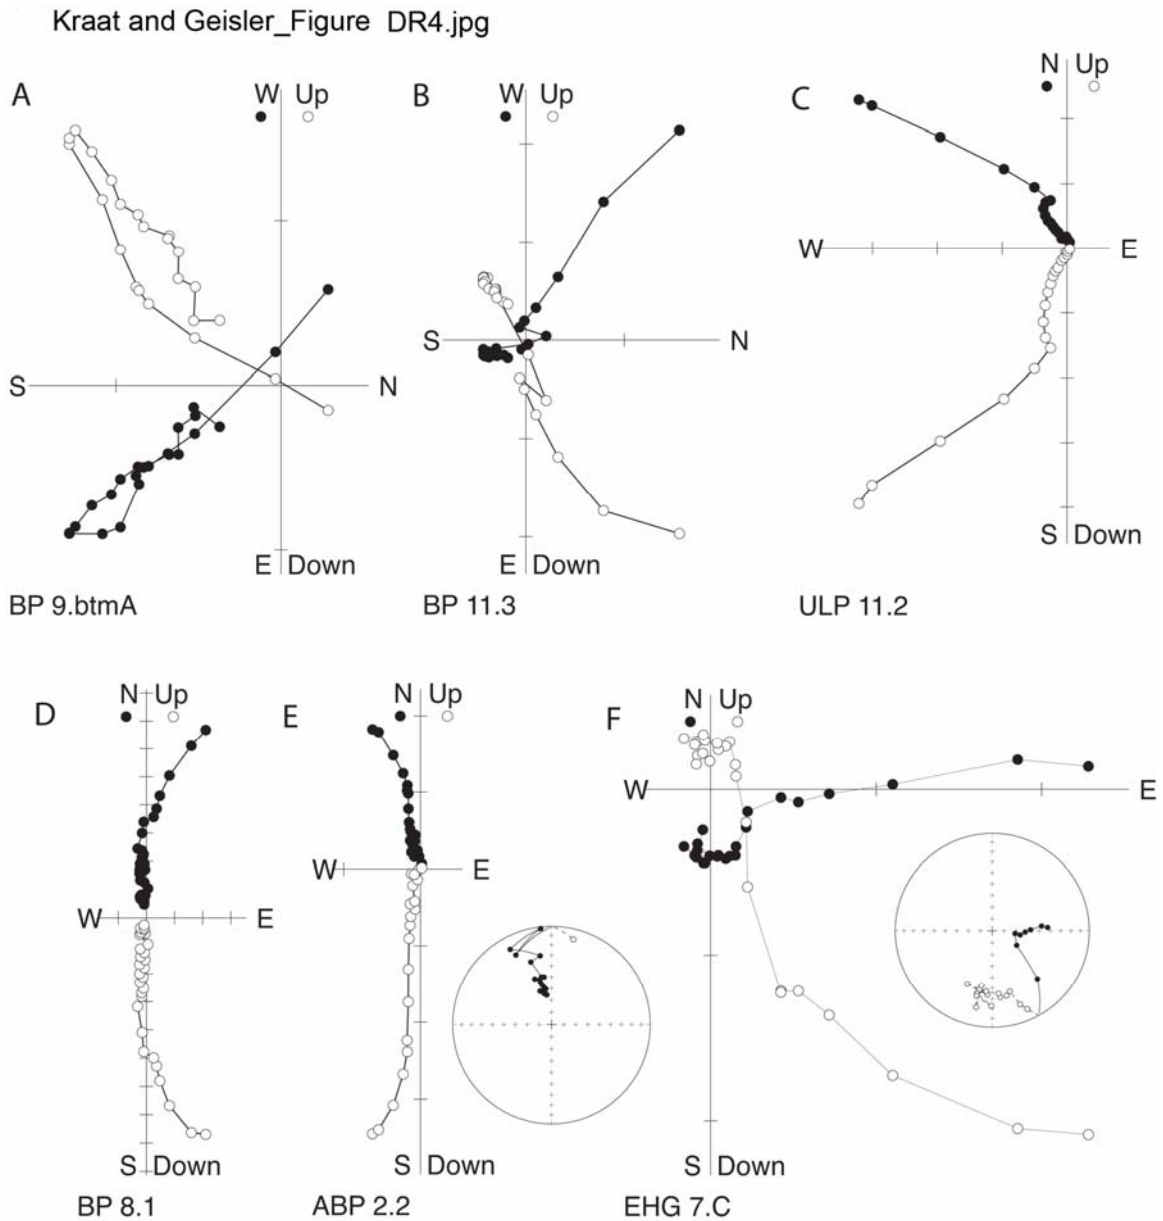 Kraat and Geisler_Figure DR4.jpg
A
W Up
S
N
E Down
BP 9.btmA
B
W Up
S
N
E Down
BP 11.3
C
N Up
W
E
S Down
ULP 11.2
D
N Up
W
E
S Down
BP 8.1
E
N Up
W
E
S Down
ABP 2.2
F
N Up
W
E
S Down
EHG 7.C